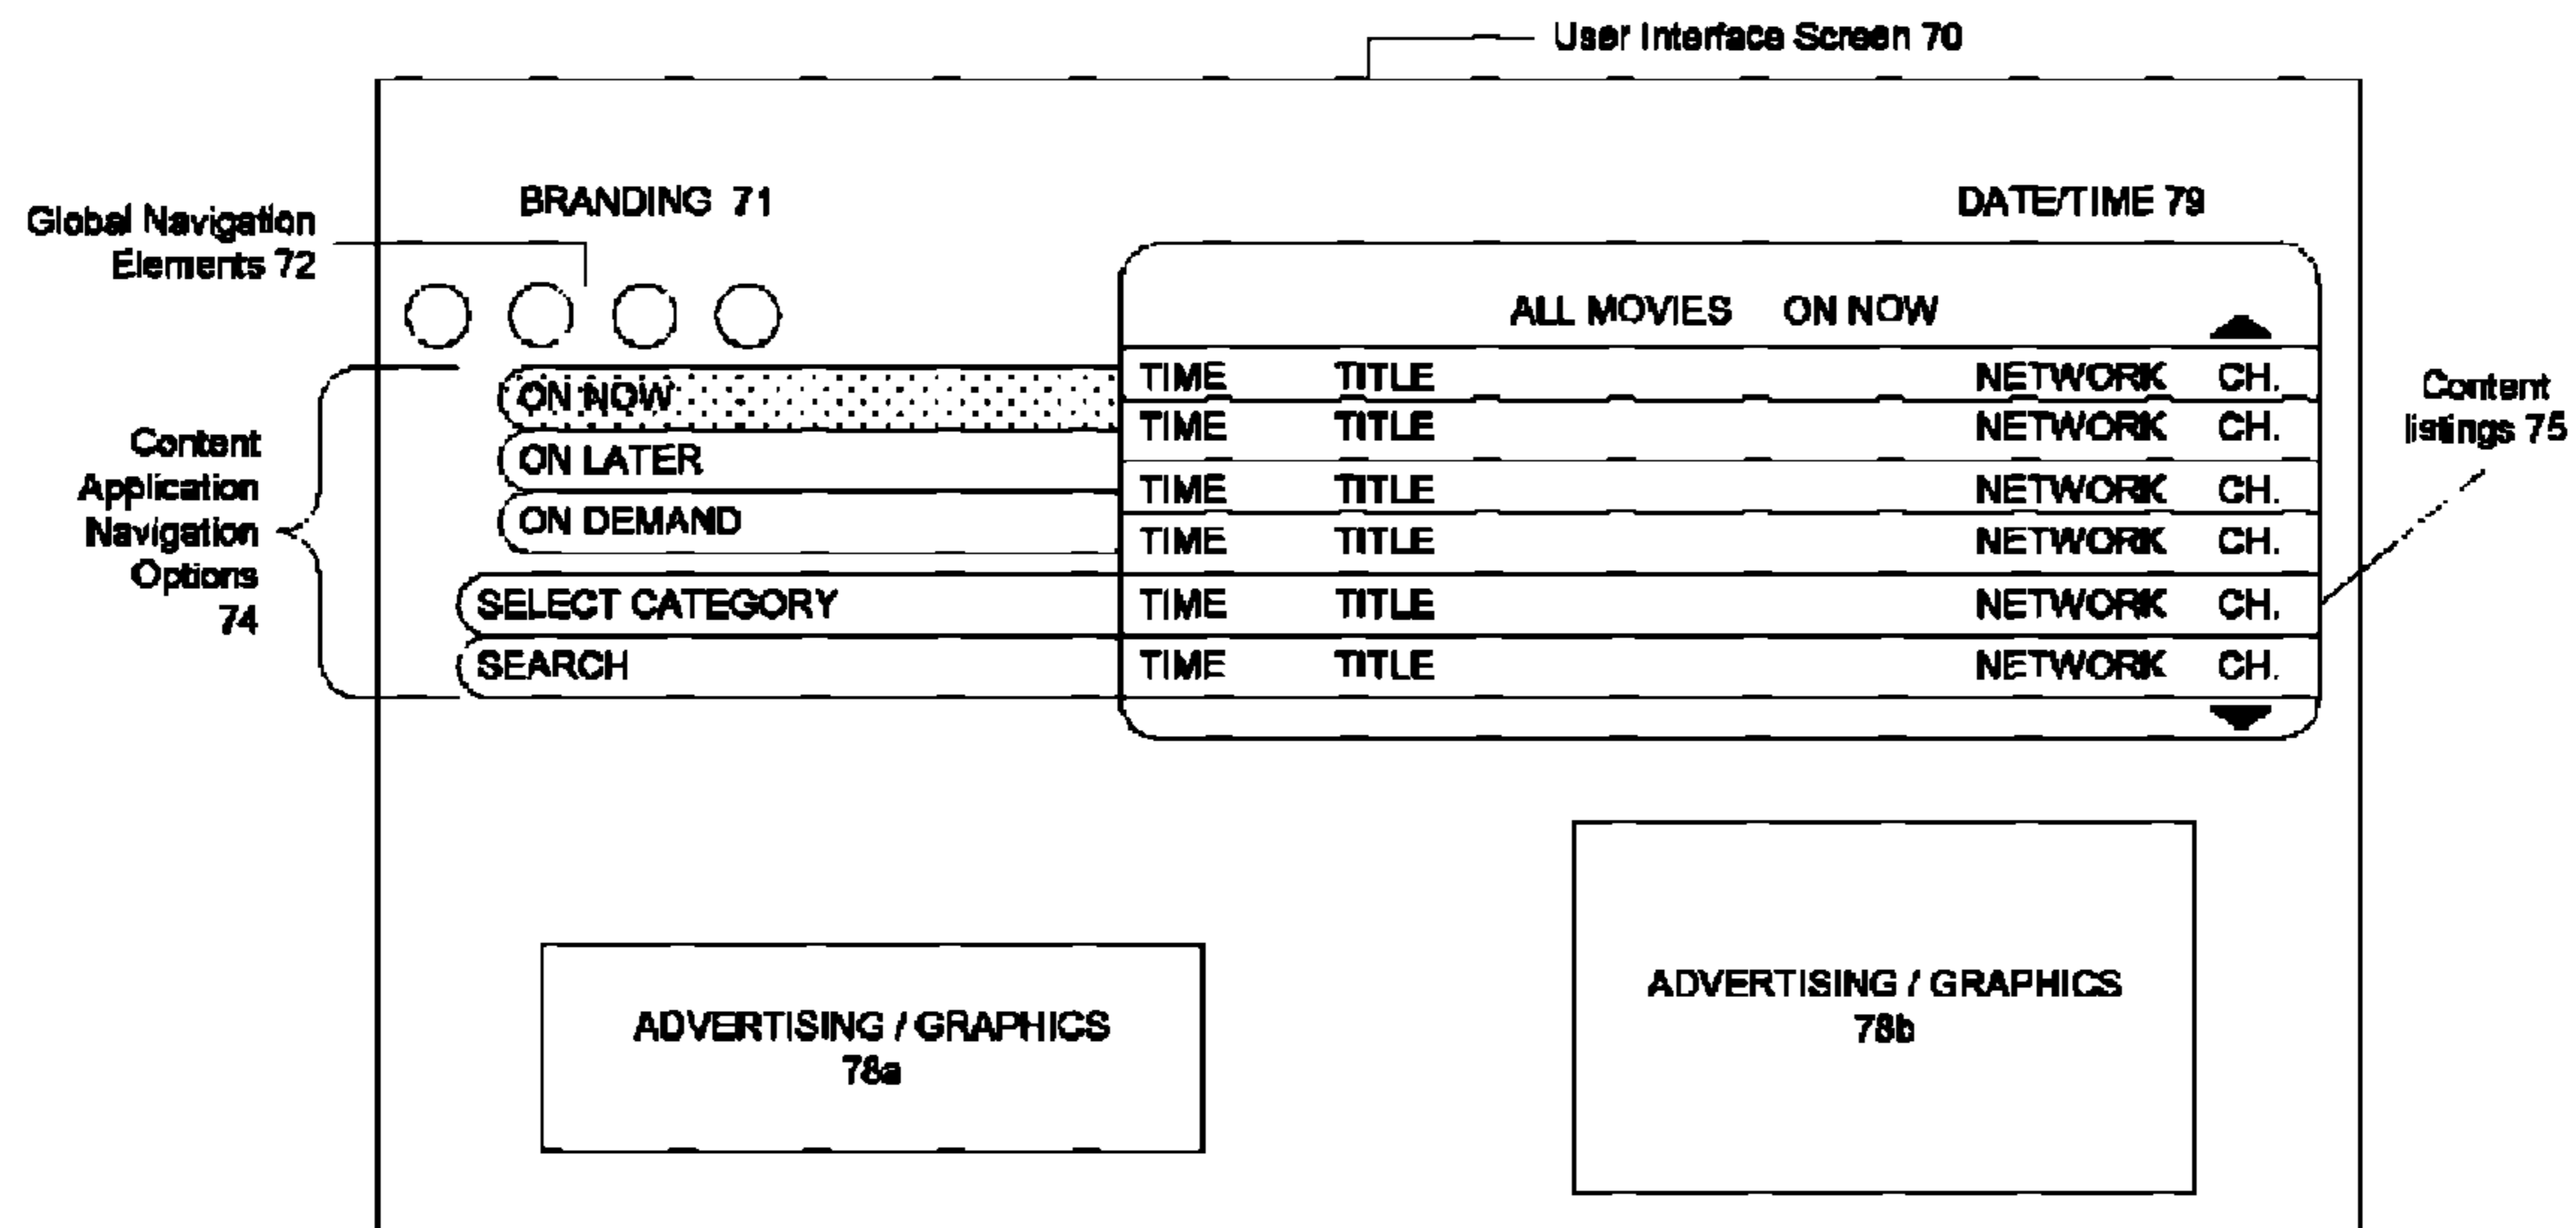 User Interface Screen 70
BRANDING 71
DATE/TIME 79
Global Navigation
Elements 72
ALL MOVIES ON NOW
Content
Application
Navigation
Options
74
ON NOW
ON LATER
ON DEMAND
SELECT CATEGORY
SEARCH
TIME TITLE NETWORK CH.
TIME TITLE NETWORK CH.
TIME TITLE NETWORK CH.
TIME TITLE NETWORK CH.
TIME TITLE NETWORK CH.
TIME TITLE NETWORK CH.
Content
listings 75
ADVERTISING / GRAPHICS
78a
ADVERTISING / GRAPHICS
78b